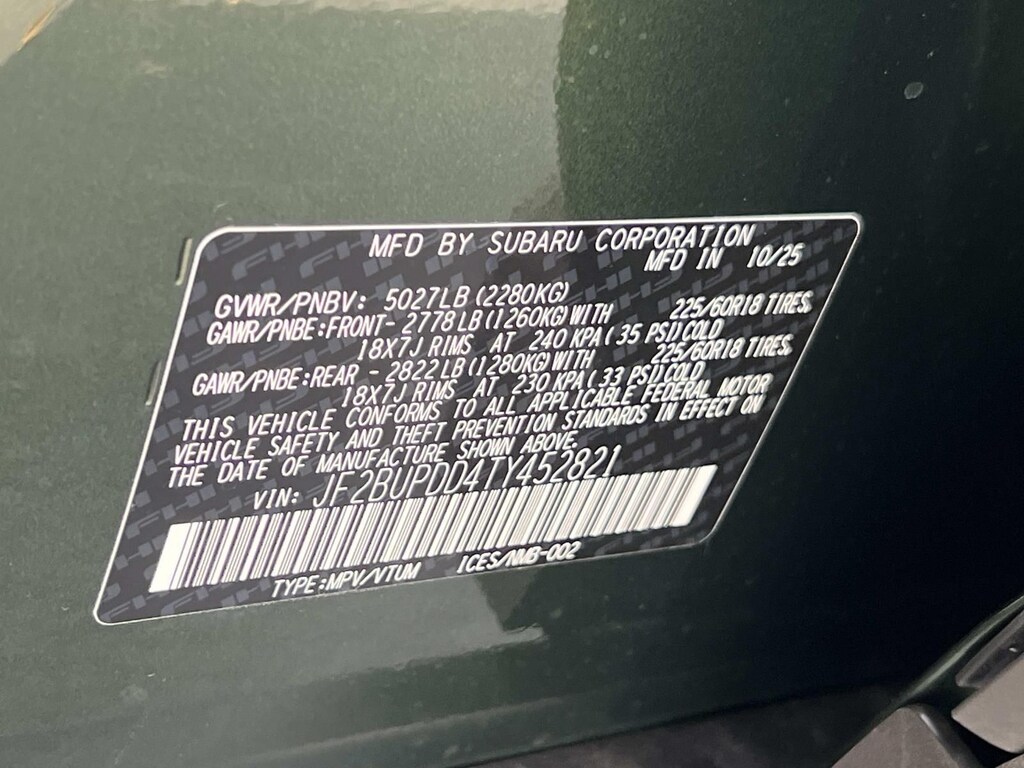 MFD BY SUBARU CORPORATION
MFD IN 10/25
GVWR/PNBV: 5027LB (2280KG)
GAWR/PNBE:FRONT- 2778LB(1260KG)WITH 225/60R18 TIRES,
18X7J RIMS AT 240 KPA(35 PSI)COLD
GAWR/PNBE:REAR - 2822LB(1280KG)WITH 225/60R18 TIRES,
18X7J RIMS AT 230 KPA(33 PSI)COLD
THIS VEHICLE CONFORMS TO ALL APPLICABLE FEDERAL MOTOR
VEHICLE SAFETY AND THEFT PREVENTION STANDARDS IN EFFECT ON
THE DATE OF MANUFACTURE SHOWN ABOVE.
VIN: JF2BUPDD4TY452821
TYPE:MPV/VTUM ICES/NMB-002